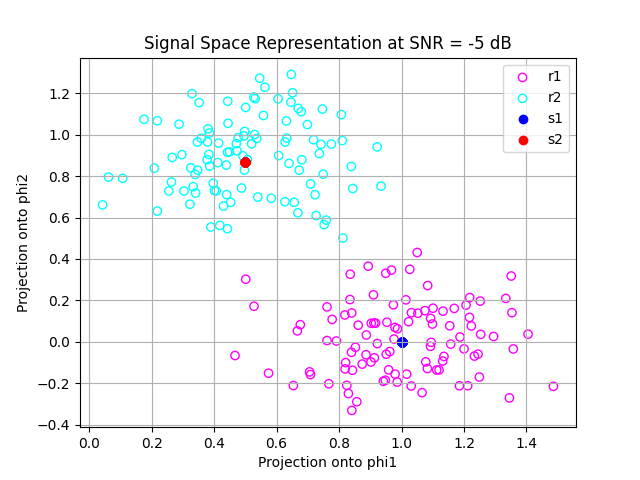 Signal Space Representation at SNR = -5 dB
r1
r2
s1
s2
Projection onto phi2
1.2
1.0
0.8
0.6
0.4
0.2
0.0
−0.2
−0.4
0.0 0.2 0.4 0.6 0.8 1.0 1.2 1.4
Projection onto phi1